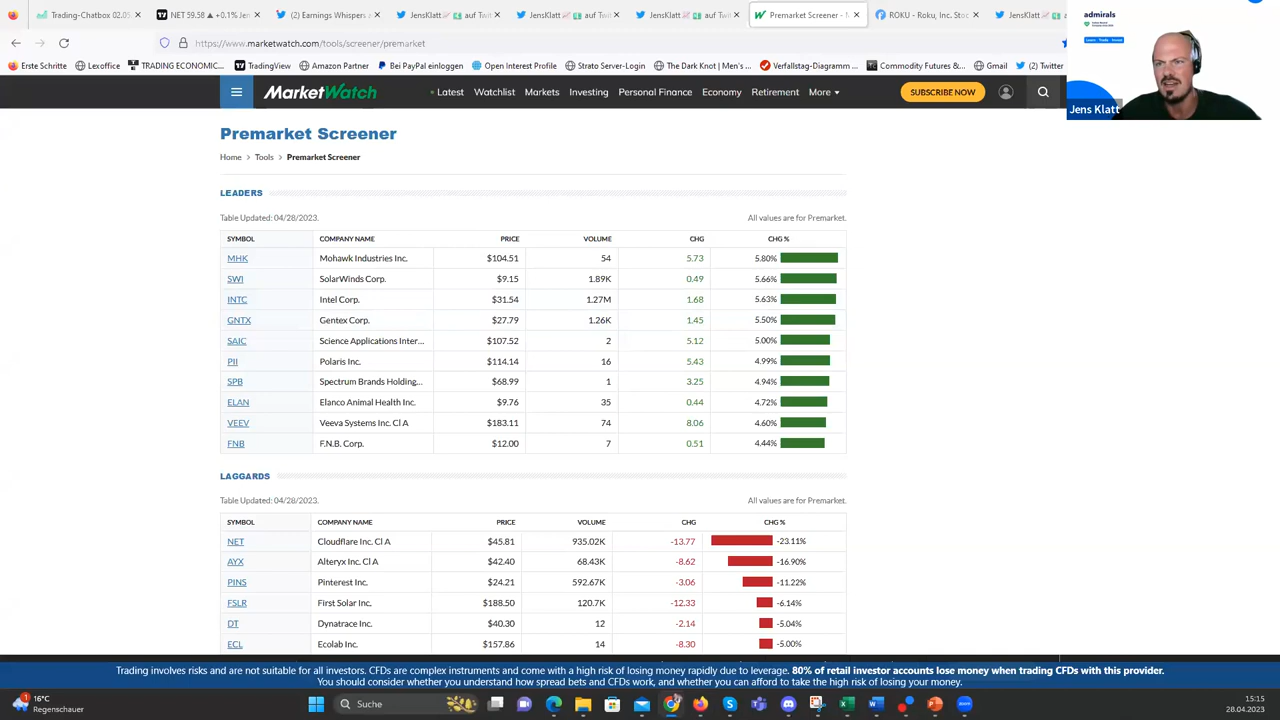 Trading-Chatbox 02.5
NET 59.58 ▲ +0.1% Jen
(2) Earnings Whispers
JensKlatt auf Twit
JensKlatt auf Twit
JensKlatt auf Twit
Premarket Screener - M
ROKU - Roku, Inc. Stoc
JensKlatt a
https://www.marketwatch.com/tools/screener/
Erste Schritte Lexoffice TRADING ECONOMIC... TradingView Amazon Partner Bei PayPal einloggen Open Interest Profile Strato Server-Login The Dark Knot | Men's ... Verfallstag-Diagramm ... Commodity Futures &... Gmail (2) Twitter
admirals
Learn Trade Invest
Jens Klatt
MarketWatch
Latest Watchlist Markets Investing Personal Finance Economy Retirement More
SUBSCRIBE NOW
Premarket Screener
Home > Tools > Premarket Screener
LEADERS
Table Updated: 04/28/2023. All values are for Premarket.
SYMBOL COMPANY NAME PRICE VOLUME CHG CHG %
MHK Mohawk Industries Inc. $104.51 54 5.73 5.80%
SWI SolarWinds Corp. $9.15 1.89K 0.49 5.66%
INTC Intel Corp. $31.54 1.27M 1.68 5.63%
GNTX Gentex Corp. $27.79 1.26K 1.45 5.50%
SAIC Science Applications Inter... $107.52 2 5.12 5.00%
PII Polaris Inc. $114.14 16 5.43 4.99%
SPB Spectrum Brands Holding... $68.99 1 3.25 4.94%
ELAN Elanco Animal Health Inc. $9.76 35 0.44 4.72%
VEEV Veeva Systems Inc. Cl A $183.11 74 8.06 4.60%
FNB F.N.B. Corp. $12.00 7 0.51 4.44%
LAGGARDS
Table Updated: 04/28/2023. All values are for Premarket.
SYMBOL COMPANY NAME PRICE VOLUME CHG CHG %
NET Cloudflare Inc. Cl A $45.81 935.02K -13.77 -23.11%
AYX Alteryx Inc. Cl A $42.40 68.43K -8.62 -16.90%
PINS Pinterest Inc. $24.21 592.67K -3.06 -11.22%
FSLR First Solar Inc. $188.50 120.7K -12.33 -6.14%
DT Dynatrace Inc. $40.30 12 -2.14 -5.04%
ECL Ecolab Inc. $157.86 14 -8.30 -5.00%
Trading involves risks and are not suitable for all investors. CFDs are complex instruments and come with a high risk of losing money rapidly due to leverage. 80% of retail investor accounts lose money when trading CFDs with this provider.
You should consider whether you understand how spread bets and CFDs work, and whether you can afford to take the high risk of losing your money.
16°C
Regenschauer
Suche
15:15
28.04.2023